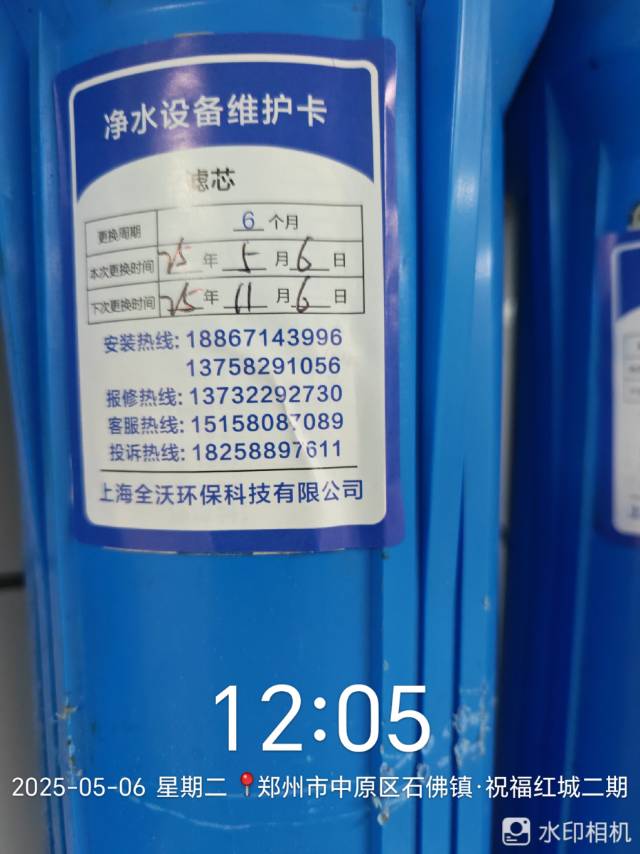 净水设备维护卡
滤芯
更换周期 6 个月
本次更换时间 25 年 5 月 6 日
下次更换时间 25 年 11 月 6 日
安装热线: 18867143996
13758291056
报修热线: 13732292730
客服热线: 15158087089
投诉热线: 18258897611
上海全沃环保科技有限公司
12:05
2025-05-06 星期二 📍郑州市中原区石佛镇·祝福红城二期
水印相机